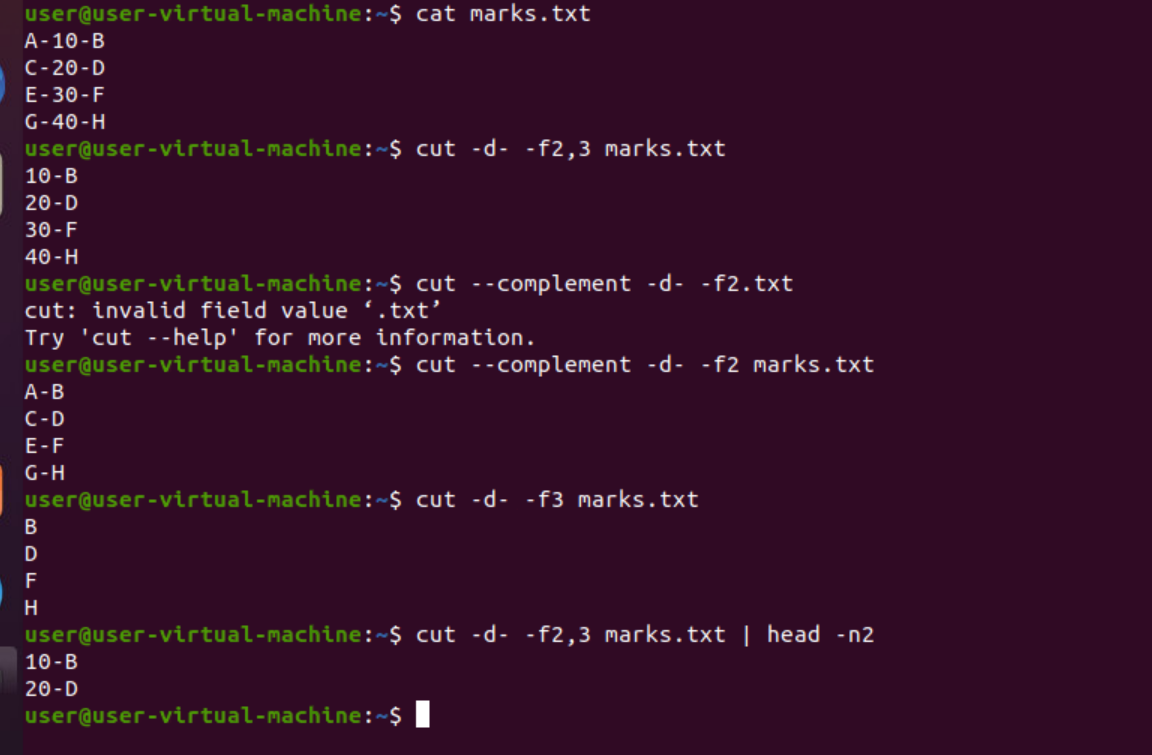 user@user-virtual-machine:~$ cat marks.txt
A-10-B
C-20-D
E-30-F
G-40-H
user@user-virtual-machine:~$ cut -d- -f2,3 marks.txt
10-B
20-D
30-F
40-H
user@user-virtual-machine:~$ cut --complement -d- -f2.txt
cut: invalid field value ‘.txt’
Try 'cut --help' for more information.
user@user-virtual-machine:~$ cut --complement -d- -f2 marks.txt
A-B
C-D
E-F
G-H
user@user-virtual-machine:~$ cut -d- -f3 marks.txt
B
D
F
H
user@user-virtual-machine:~$ cut -d- -f2,3 marks.txt | head -n2
10-B
20-D
user@user-virtual-machine:~$